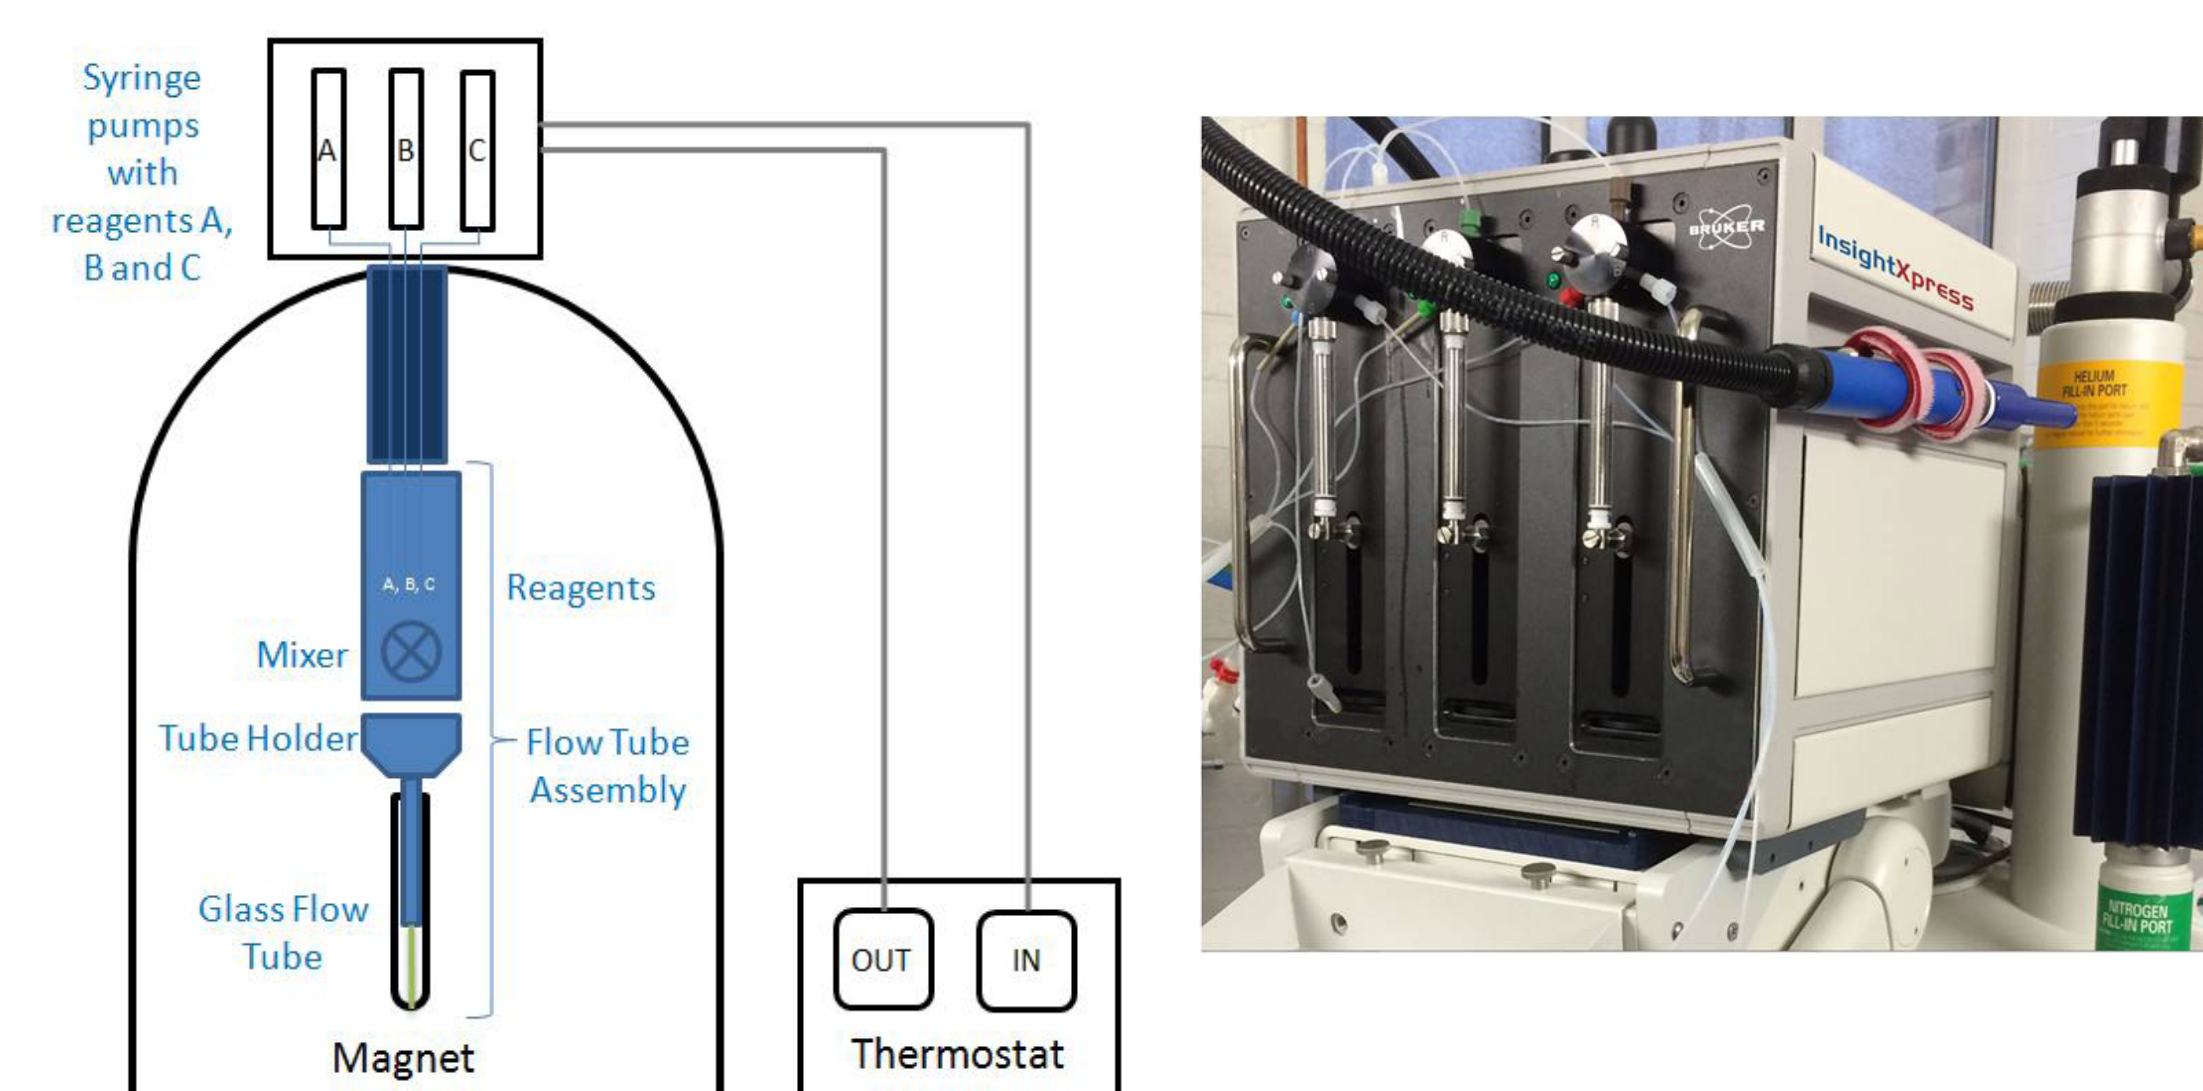 Syringe
pumps
with
reagents A,
B and C
A
B
C
A, B, C
Reagents
Mixer
Tube Holder
Flow Tube
Assembly
Glass Flow
Tube
Magnet
OUT
IN
Thermostat
BRUKER
InsightXpress
HELIUM
FILL-IN PORT
NITROGEN
FILL-IN PORT